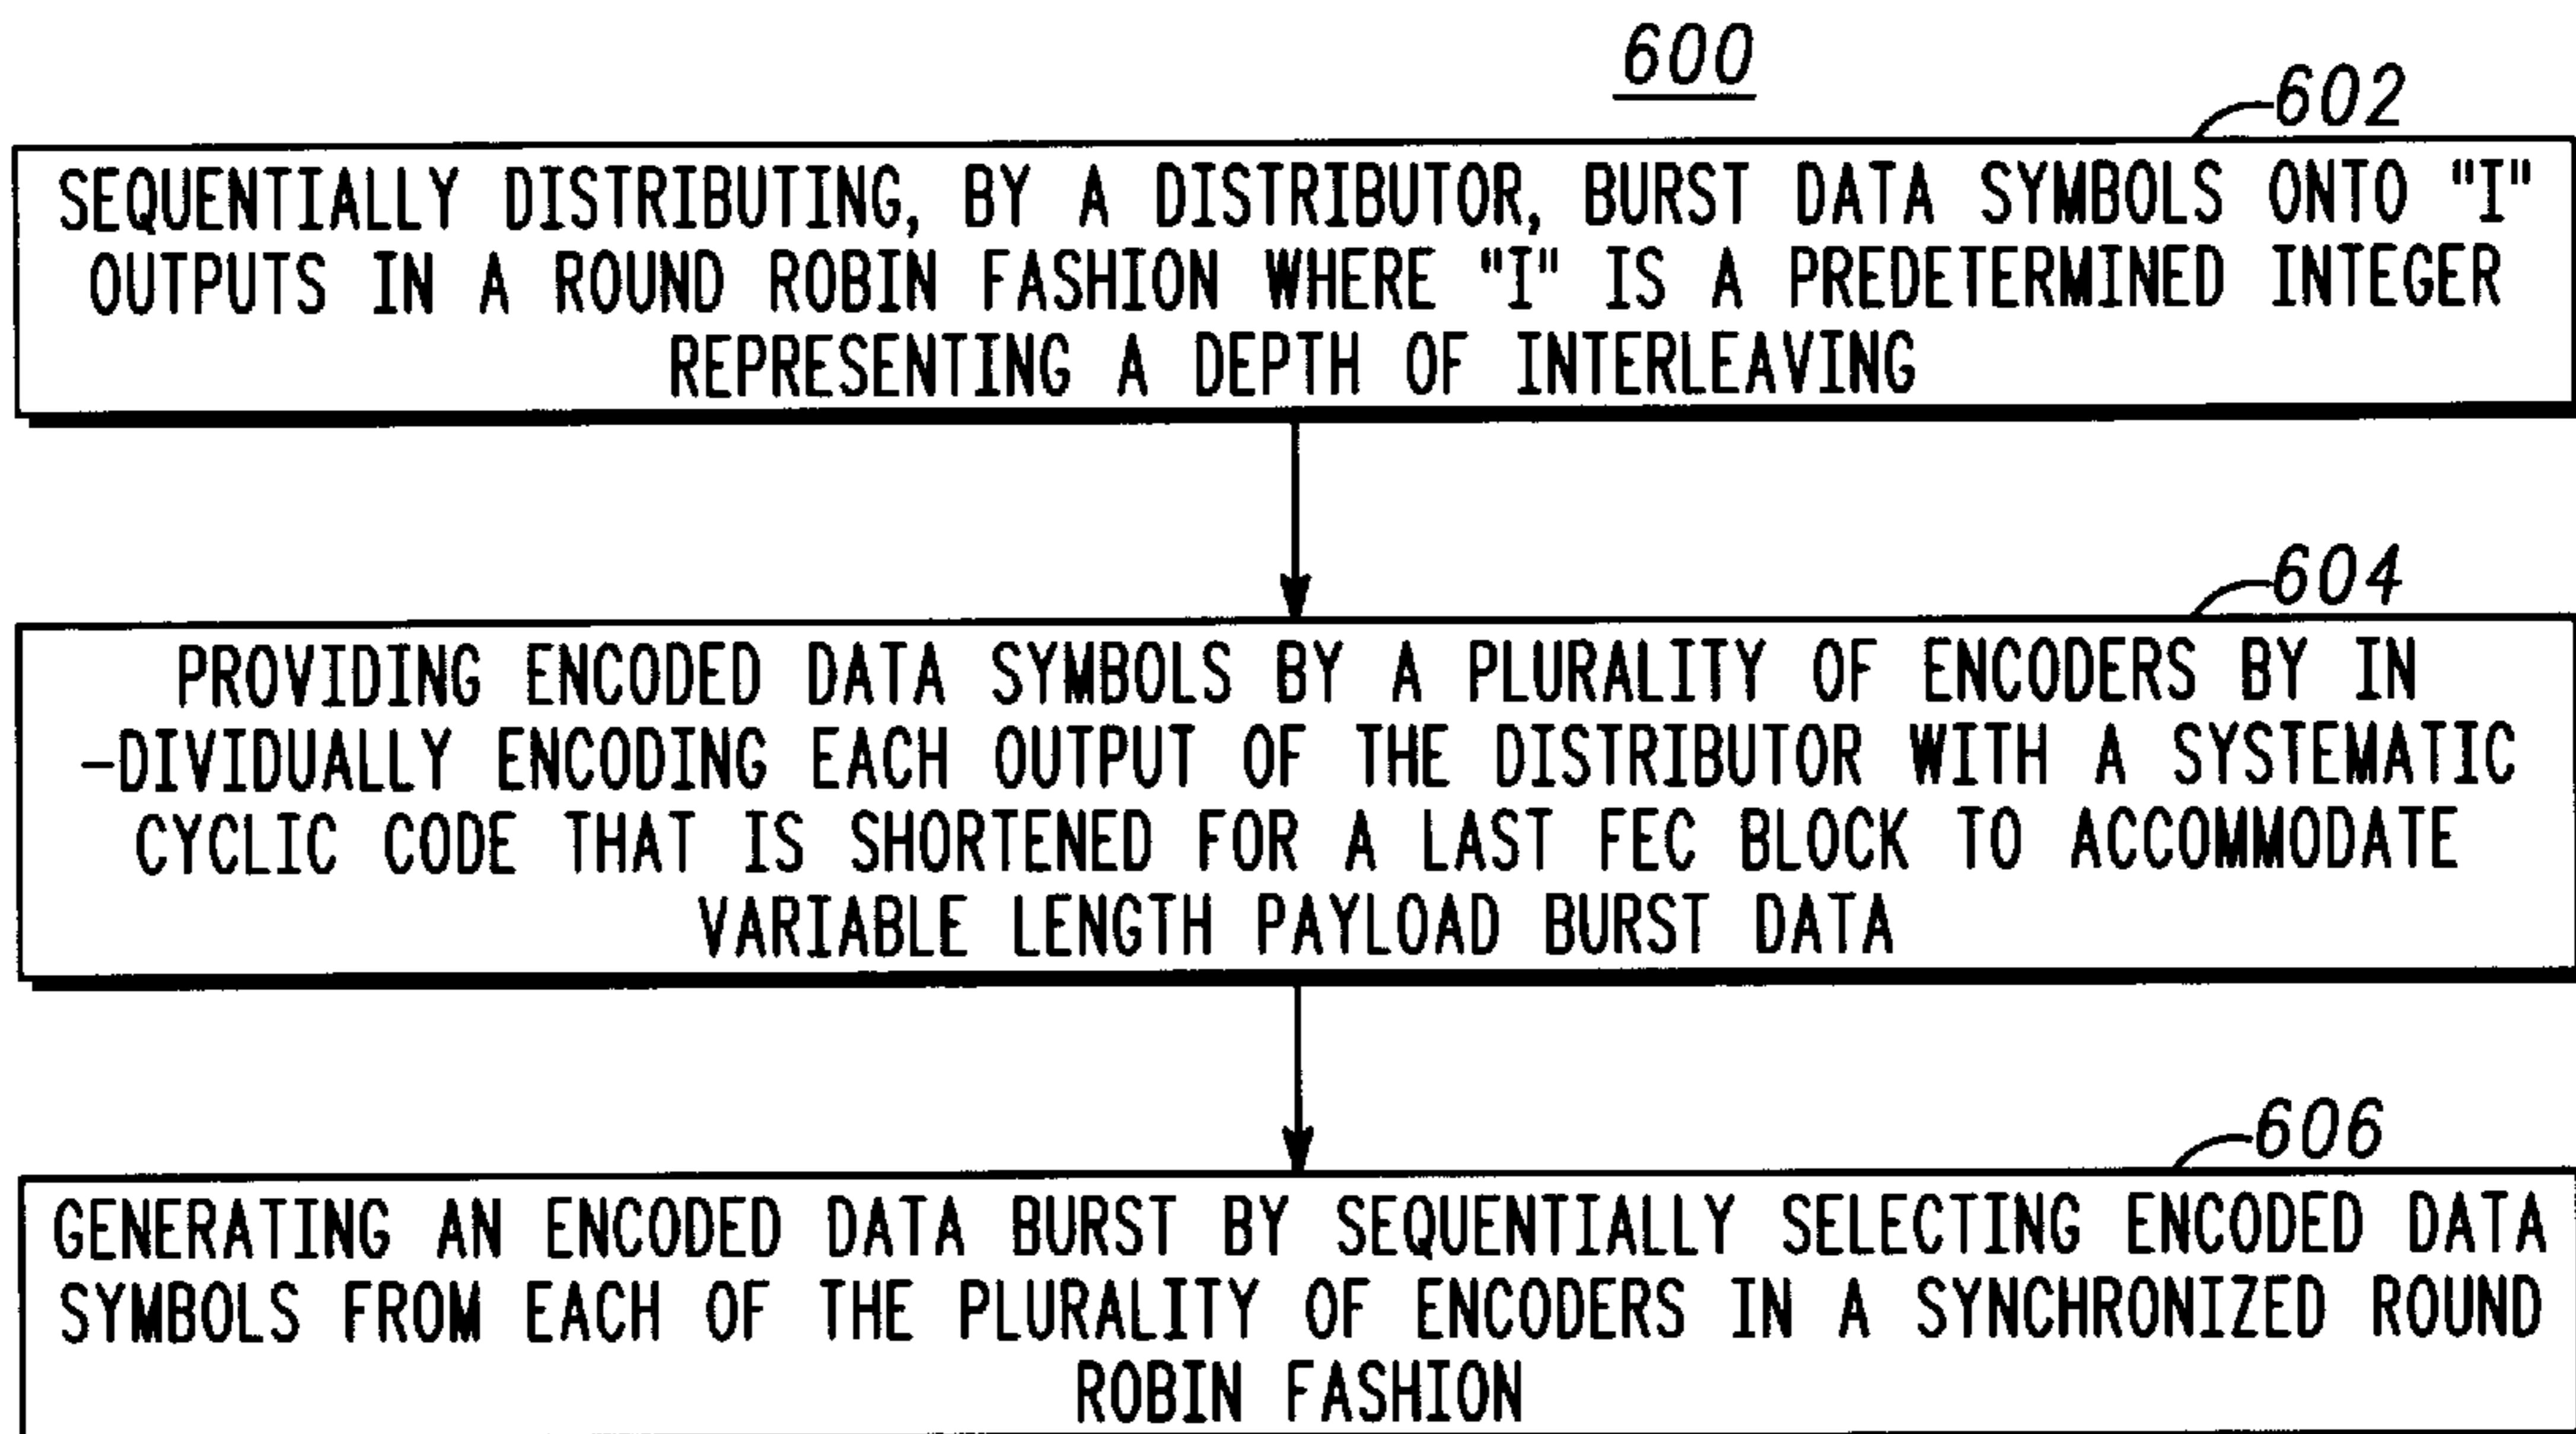 600
602
SEQUENTIALLY DISTRIBUTING, BY A DISTRIBUTOR, BURST DATA SYMBOLS ONTO "I"
OUTPUTS IN A ROUND ROBIN FASHION WHERE "I" IS A PREDETERMINED INTEGER
REPRESENTING A DEPTH OF INTERLEAVING
604
PROVIDING ENCODED DATA SYMBOLS BY A PLURALITY OF ENCODERS BY IN
-DIVIDUALLY ENCODING EACH OUTPUT OF THE DISTRIBUTOR WITH A SYSTEMATIC
CYCLIC CODE THAT IS SHORTENED FOR A LAST FEC BLOCK TO ACCOMMODATE
VARIABLE LENGTH PAYLOAD BURST DATA
606
GENERATING AN ENCODED DATA BURST BY SEQUENTIALLY SELECTING ENCODED DATA
SYMBOLS FROM EACH OF THE PLURALITY OF ENCODERS IN A SYNCHRONIZED ROUND
ROBIN FASHION